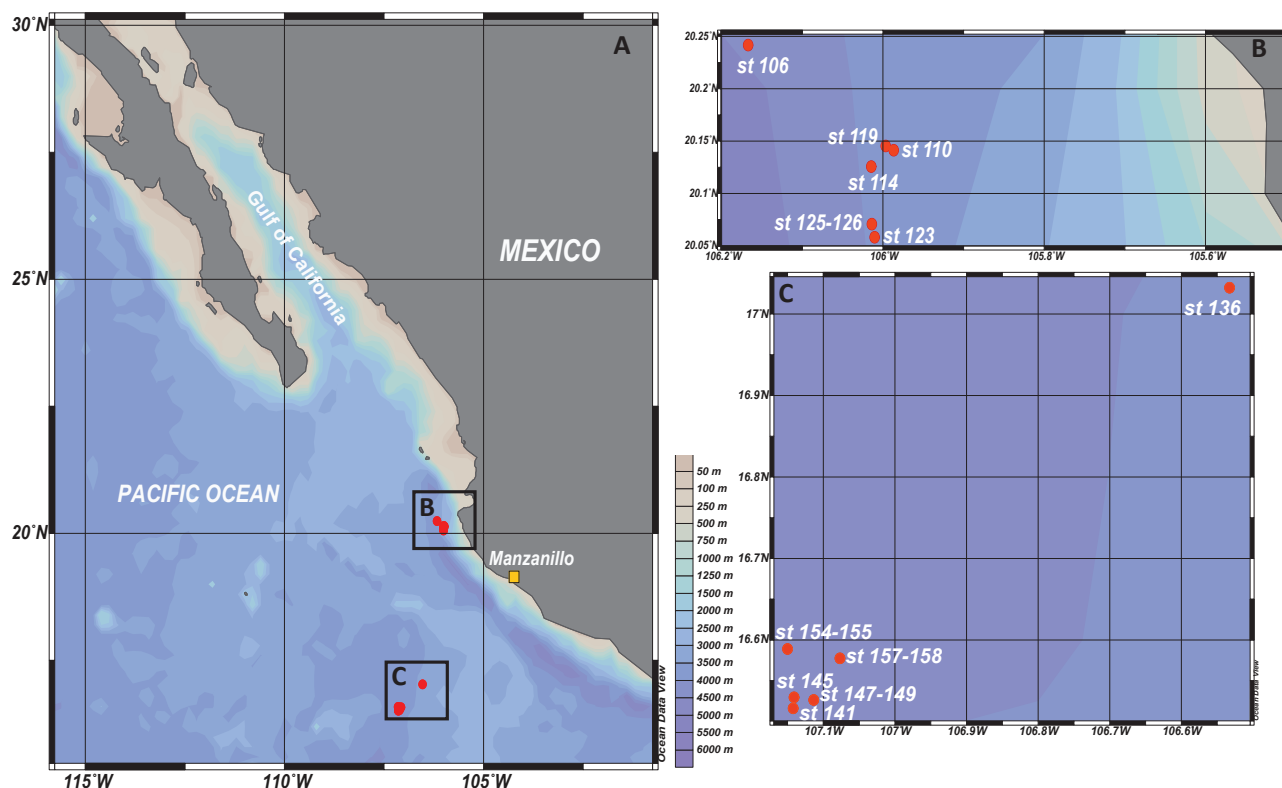 30˚N
25˚N
20˚N
115˚W
110˚W
105˚W
A
Gulf of California
MEXICO
PACIFIC OCEAN
B
Manzanillo
C
Ocean Data View
50 m
100 m
250 m
500 m
750 m
1000 m
1250 m
1500 m
2000 m
2500 m
3000 m
3500 m
4000 m
4500 m
5000 m
5500 m
6000 m
20.25˚N
20.2˚N
20.15˚N
20.1˚N
20.05˚N
106.2˚W
106˚W
105.8˚W
105.6˚W
B
st 106
st 119
st 110
st 114
st 125-126
st 123
C
17˚N
16.9˚N
16.8˚N
16.7˚N
16.6˚N
107.1˚W
107˚W
106.9˚W
106.8˚W
106.7˚W
106.6˚W
st 136
st 154-155
st 157-158
st 145
st 147-149
st 141
Ocean Data View